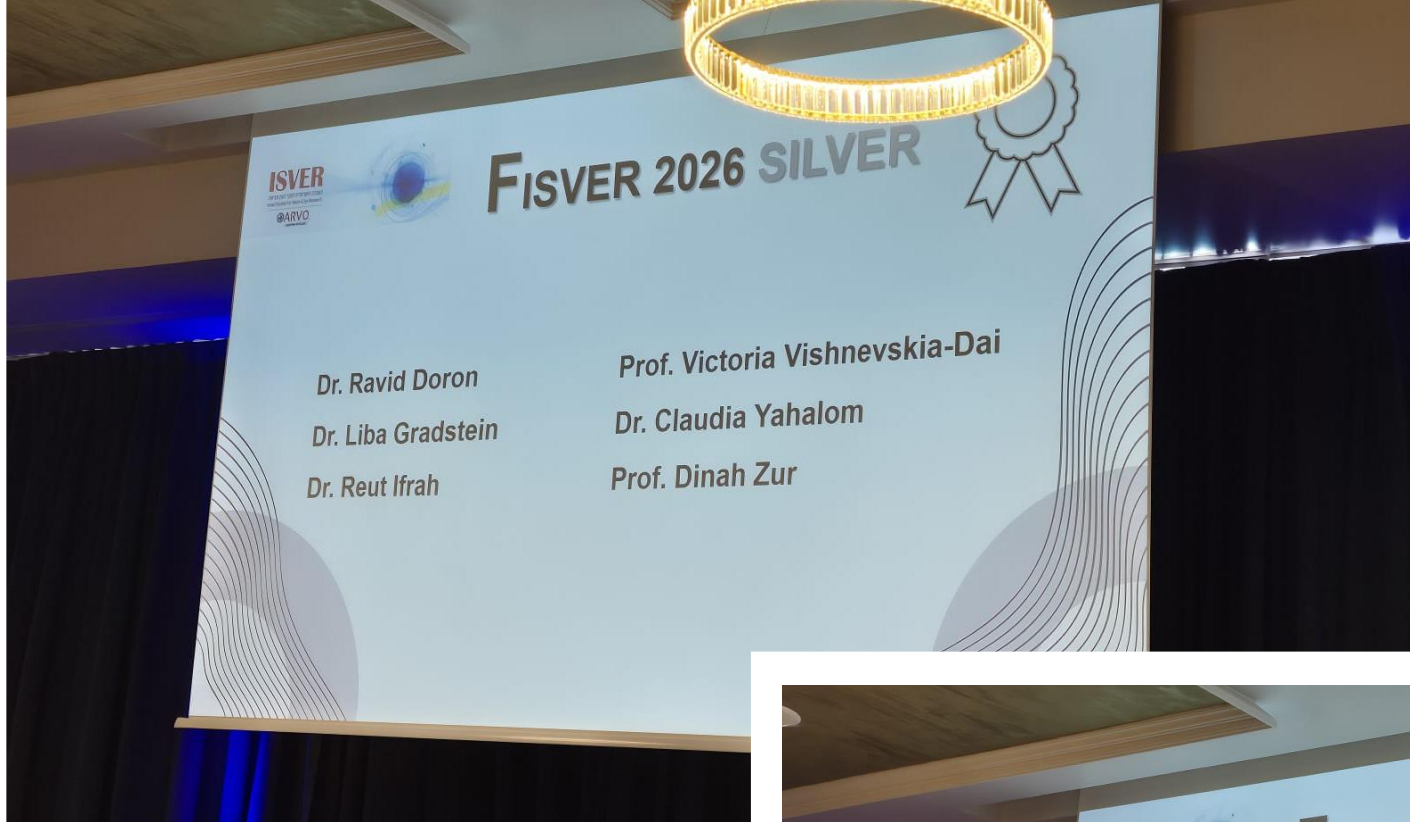 FISVER 2026 SILVER
ISVER
ARVO
Dr. Ravid Doron
Dr. Liba Gradstein
Dr. Reut Ifrah
Prof. Victoria Vishnevskia-Dai
Dr. Claudia Yahalom
Prof. Dinah Zur